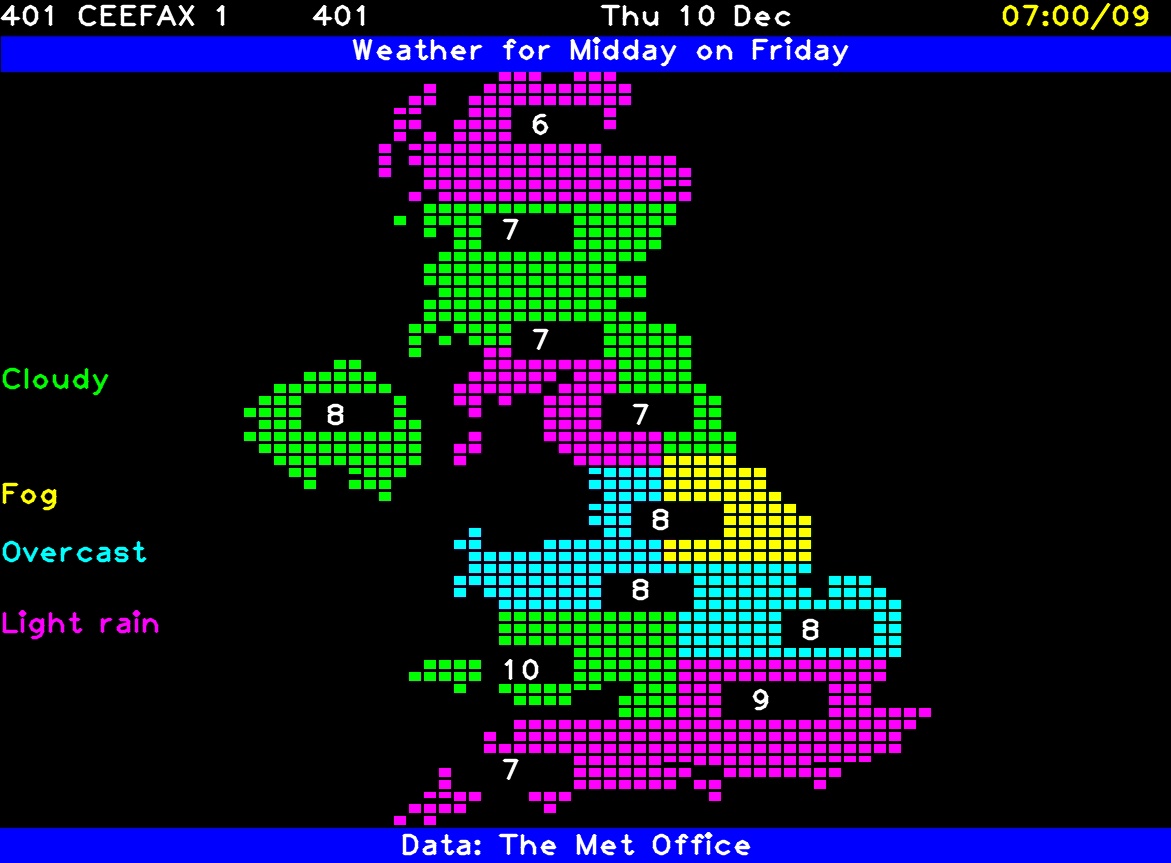 401 CEEFAX 1 401 Thu 10 Dec 07:00/09
Weather for Midday on Friday
6
7
7
Cloudy
8 7
Fog
8
Overcast
8
Light rain
8
10
9
7
Data: The Met Office